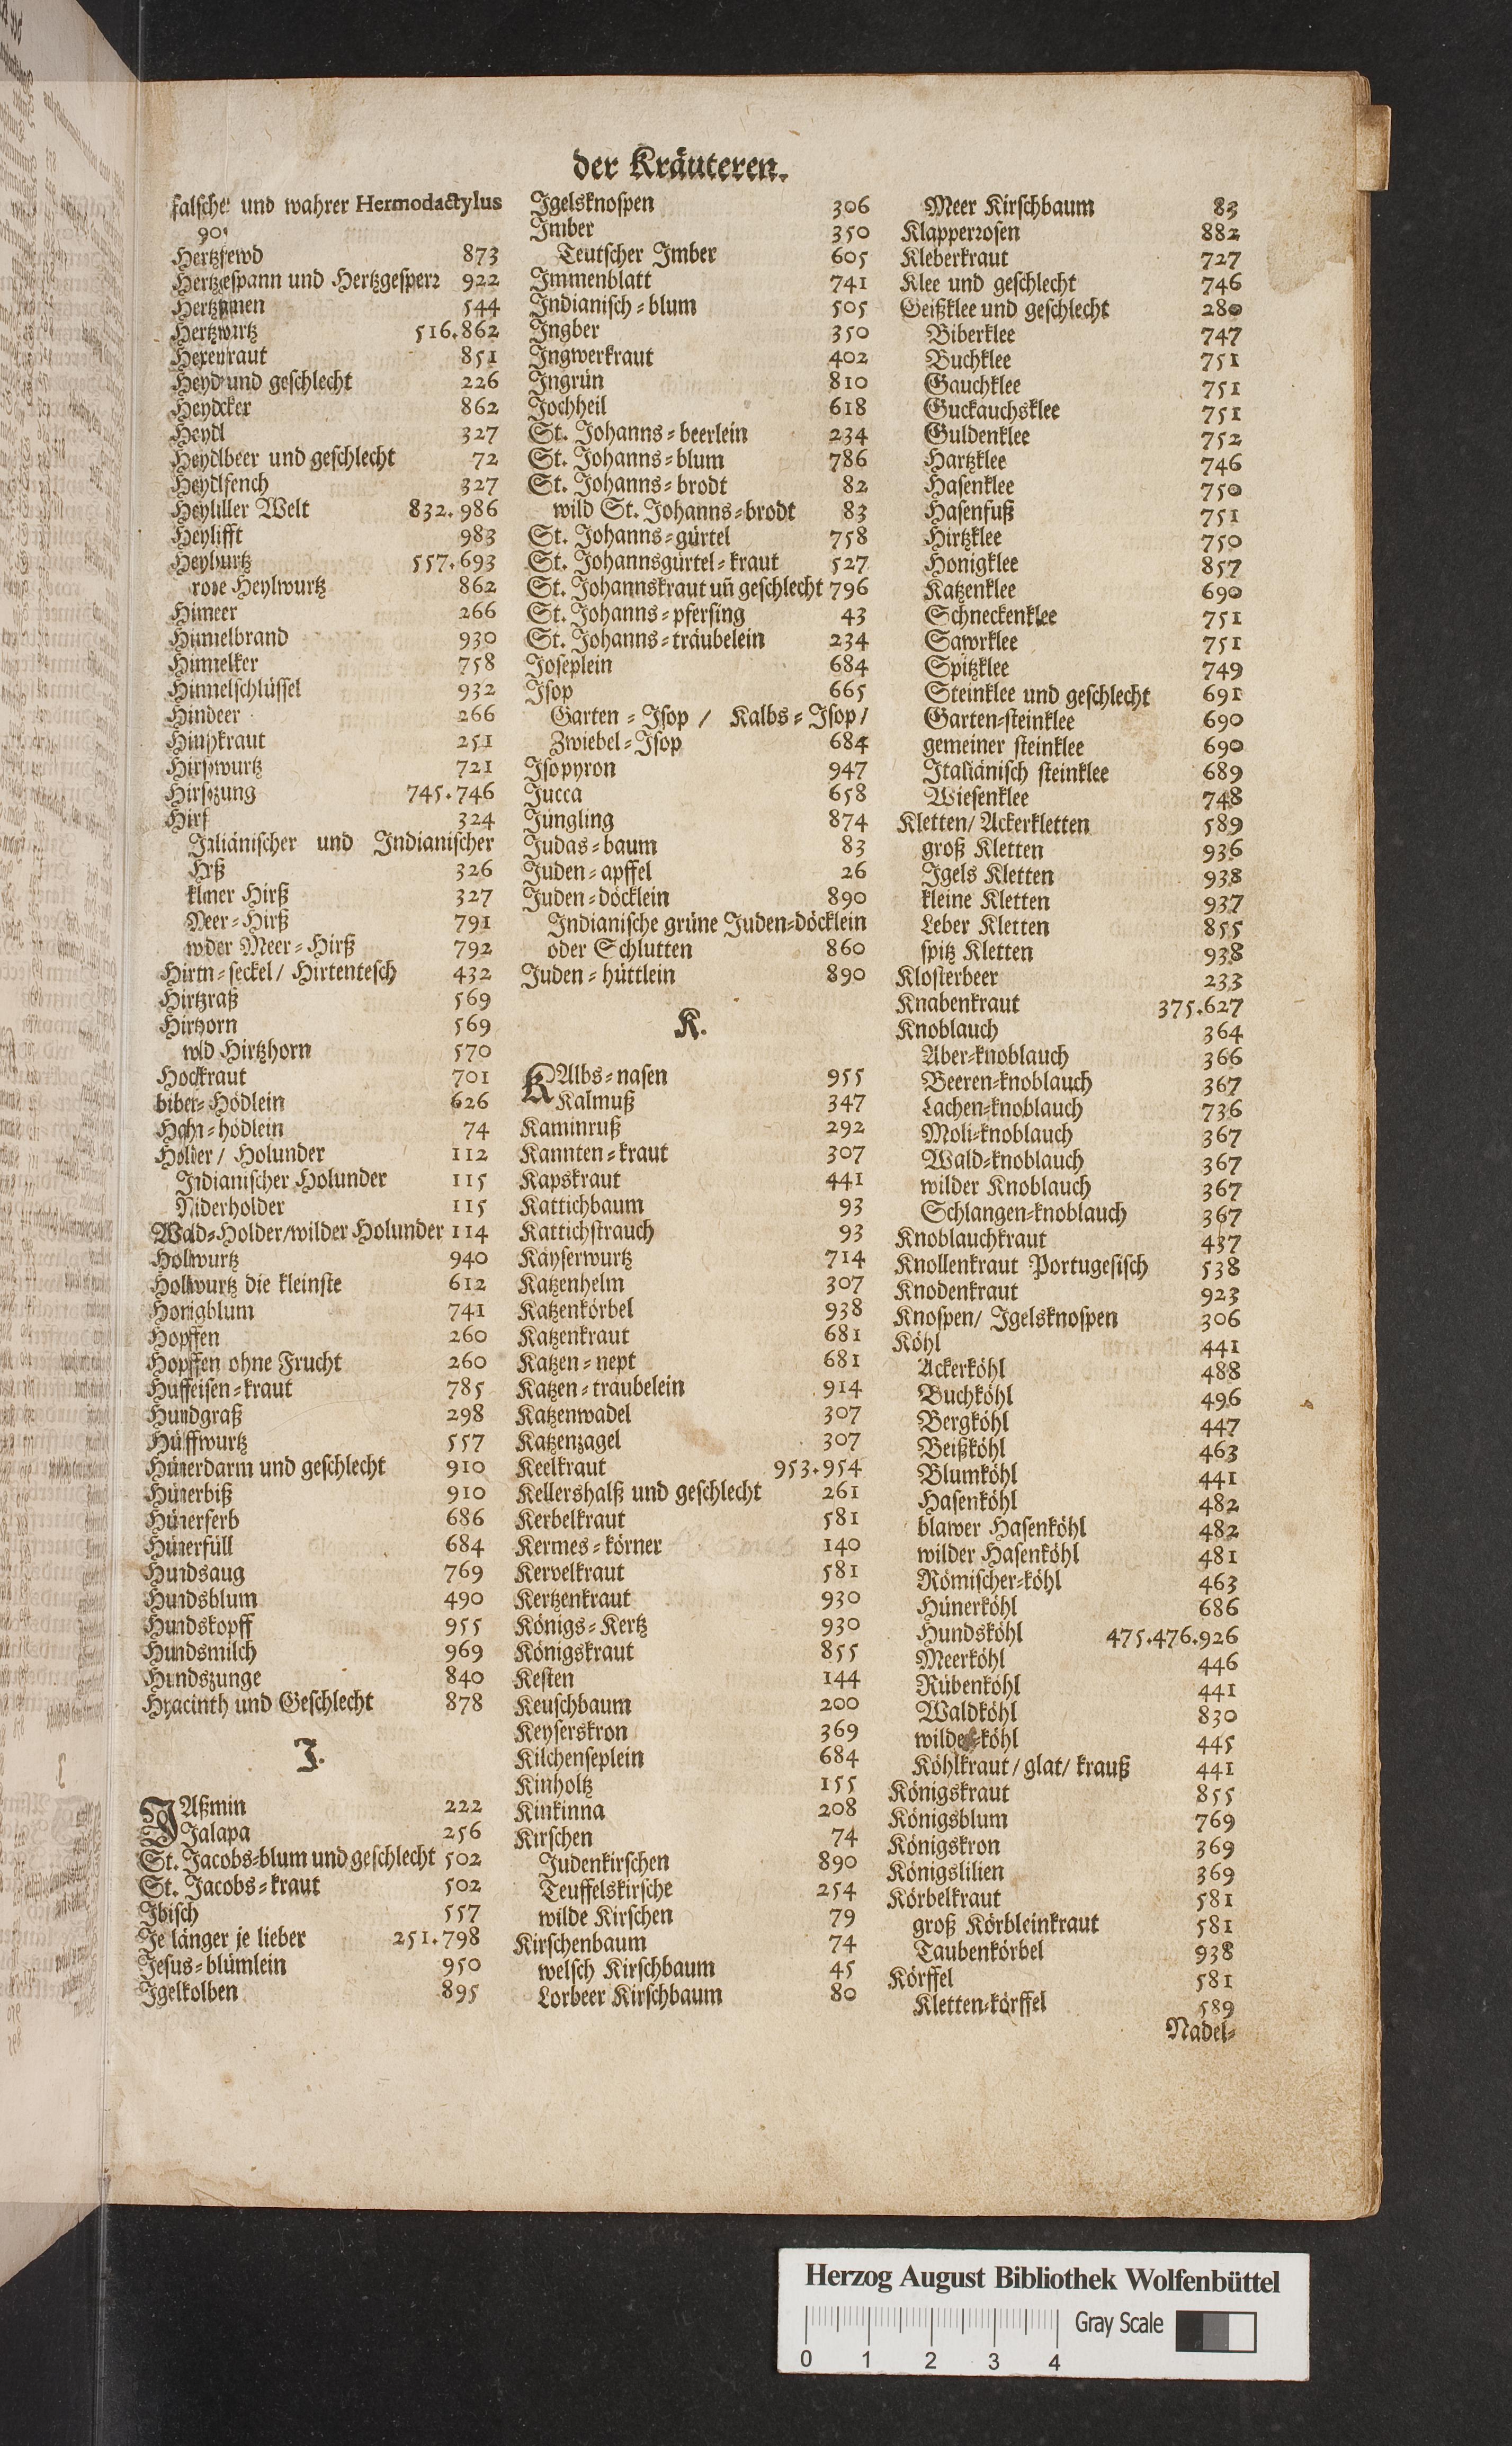 der Kräuteren.
falsche und wahrer Hermodactylus
901
873
Hertzgespann und Hertzgesperr 922
544
Hertzwurtz 516.862
Hexenkraut 851
Heyd und geschlecht 226
862
Heydl 327
Heydlbeer und geschlecht 72
Heydlfench 327
Welt 832.986
983
557.693
rote Heylwurtz 862
266
Himmelbrand 930
758
Himmelschlüssel 932
266
251
721
745.746
Hirß 324
Italiänischer und Indianischer
Hirß 326
kleiner Hirß 327
Meer-Hirß 791
wilder Meer-Hirß 792
Hirten-seckel/ Hirtentesch 432
569
Hirtzhorn 569
wild Hirtzhorn 570
701
biber-Hödlein 626
Hahn-hödlein 74
Holder/ Holunder 112
Indianischer Holunder 115
Niderholder 115
Wald-Holder/wilder Holunder 114
Holwurtz 940
Holwurtz die kleinste 612
Honigblum 741
Hopffen 260
Hopffen ohne Frucht 260
Huffeisen-kraut 785
Hundgraß 298
Hüffwurtz 557
Hünerdarm und geschlecht 910
Hünerbiß 910
Hünerserb 686
Hünerfüll 684
Hundsaug 769
Hundsblum 490
Hundskopff 955
Hundsmilch 969
Hundszunge 840
Hyacinth und Geschlecht 878
J.
JAßmin 222
Jalapa 256
St. Jacobs-blum und geschlecht 502
St. Jacobs-kraut 502
Ibisch 557
Je länger je lieber 251.798
Jesus-blümlein 950
Igelkolben 895
Igelsknospen 306
Imber 350
Teutscher Imber 605
Immenblatt 741
Indianisch-blum 505
Ingber 350
Ingwerkraut 402
Ingrün 810
Jochheil 618
St. Johanns-beerlein 234
St. Johanns-blum 786
St. Johanns-brodt 82
wild St. Johanns-brodt 83
St. Johanns-gürtel 758
St. Johannsgürtel-kraut 527
St. Johannskraut uñ geschlecht 796
St. Johanns-pfersing 43
St. Johanns-träubelein 234
Joseplein 684
Isop 665
Garten-Isop / Kalbs-Isop/
Zwiebel-Isop 684
Isopyron 947
Jucca 658
Jüngling 874
Judas-baum 83
Juden-apffel 26
Juden-döcklein 890
Indianische grüne Juden-döcklein
oder Schlutten 860
Juden-hüttlein 890
K.
KAlbs-nasen 955
Kalmuß 347
Kaminruß 292
Kannten-kraut 307
Kapskraut 441
Kattichbaum 93
Kattichstrauch 93
Käyserwurtz 714
Katzenhelm 307
Katzenkörbel 938
Katzenkraut 681
Katzen-nept 681
Katzen-träubelein 914
Katzenwadel 307
Katzenzagel 307
Keelkraut 953.954
Kellershalß und geschlecht 261
Kerbelkraut 581
Kermes-körner 140
Kervelkraut 581
Kertzenkraut 930
Königs-Kertz 930
Königskraut 855
Kesten 144
Keuschbaum 200
Keyserskron 369
Kilchenseplein 684
Kinholtz 155
Kinkinna 208
Kirschen 74
Judenkirschen 890
Teuffelskirsche 254
wilde Kirschen 79
Kirschenbaum 74
welsch Kirschbaum 45
Lorbeer Kirschbaum 80
Meer Kirschbaum 83
Klapperrosen 882
Kleberkraut 727
Klee und geschlecht 746
Geißklee und geschlecht 280
Biberklee 747
Buchklee 751
Gauchklee 751
Guckauchsklee 751
Guldenklee 752
Hartzklee 746
Hasenklee 750
Hasenfuß 751
Hirtzklee 750
Honigklee 857
Katzenklee 690
Schneckenklee 751
Sawrklee 751
Spitzklee 749
Steinklee und geschlecht 691
Garten-steinklee 690
gemeiner steinklee 690
Italiänisch steinklee 689
Wiesenklee 748
Kletten/ Ackerkletten 589
groß Kletten 936
Igels Kletten 938
kleine Kletten 937
Leber Kletten 855
spitz Kletten 938
Klosterbeer 233
Knabenkraut 375.627
Knoblauch 364
Aber-knoblauch 366
Beeren-knoblauch 367
Lachen-knoblauch 736
Moli-knoblauch 367
Wald-knoblauch 367
wilder Knoblauch 367
Schlangen-knoblauch 367
Knoblauchkraut 437
Knollenkraut Portugesisch 538
Knodenkraut 923
Knospen/ Igelsknospen 306
Köhl 441
Ackerköhl 488
Buchköhl 496
Bergköhl 447
Beißköhl 463
Blumköhl 441
Hasenköhl 482
blawer Hasenköhl 482
wilder Hasenköhl 481
Römischer-köhl 463
Hünerköhl 686
Hundsköhl 475.476.926
Meerköhl 446
Rübenköhl 441
Waldköhl 830
wilder-köhl 445
Köhlkraut/glat/ krauß 441
Königskraut 855
Königsblum 769
Königskron 369
Königslilien 369
Körbelkraut 581
groß Körbleinkraut 581
Taubenkörbel 938
Körffel 581
Kletten-körffel 589
Nadel-
Herzog August Bibliothek Wolfenbüttel
Gray Scale
0 1 2 3 4